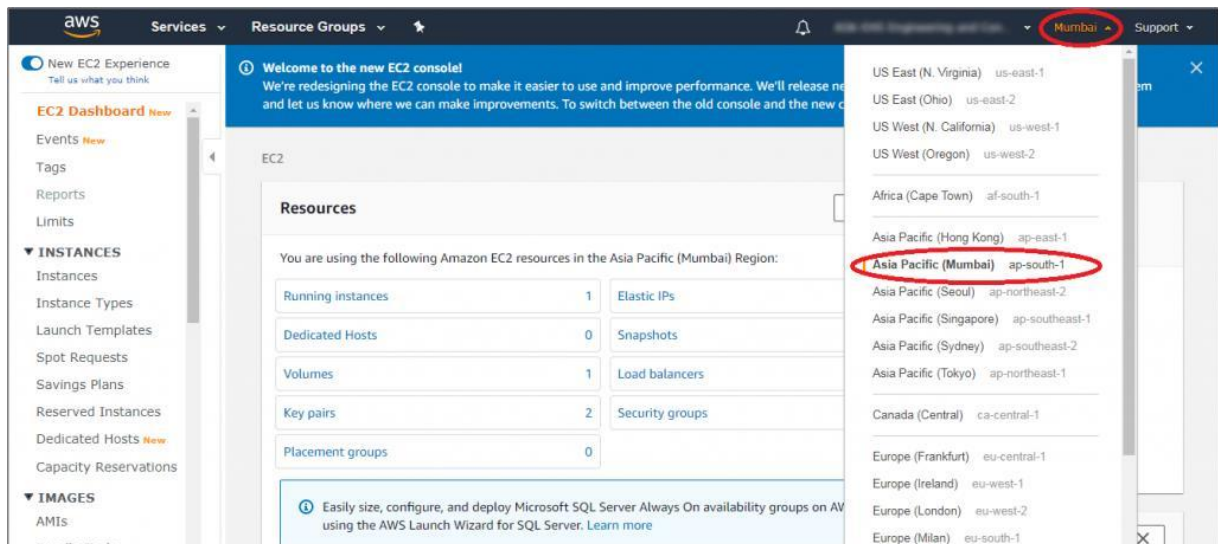 aws Services Resource Groups Mumbai Support
New EC2 Experience
Tell us what you think
EC2 Dashboard New
Events New
Tags
Reports
Limits
INSTANCES
Instances
Instance Types
Launch Templates
Spot Requests
Savings Plans
Reserved Instances
Dedicated Hosts New
Capacity Reservations
IMAGES
AMIs
Welcome to the new EC2 console!
We're redesigning the EC2 console to make it easier to use and improve performance. We'll release ne
and let us know where we can make improvements. To switch between the old console and the new c
em
EC2
Resources
You are using the following Amazon EC2 resources in the Asia Pacific (Mumbai) Region:
Running instances 1 Elastic IPs
Dedicated Hosts 0 Snapshots
Volumes 1 Load balancers
Key pairs 2 Security groups
Placement groups 0
Easily size, configure, and deploy Microsoft SQL Server Always On availability groups on AW
using the AWS Launch Wizard for SQL Server. Learn more
US East (N. Virginia) us-east-1
US East (Ohio) us-east-2
US West (N. California) us-west-1
US West (Oregon) us-west-2
Africa (Cape Town) af-south-1
Asia Pacific (Hong Kong) ap-east-1
Asia Pacific (Mumbai) ap-south-1
Asia Pacific (Seoul) ap-northeast-2
Asia Pacific (Singapore) ap-southeast-1
Asia Pacific (Sydney) ap-southeast-2
Asia Pacific (Tokyo) ap-northeast-1
Canada (Central) ca-central-1
Europe (Frankfurt) eu-central-1
Europe (Ireland) eu-west-1
Europe (London) eu-west-2
Europe (Milan) eu-south-1